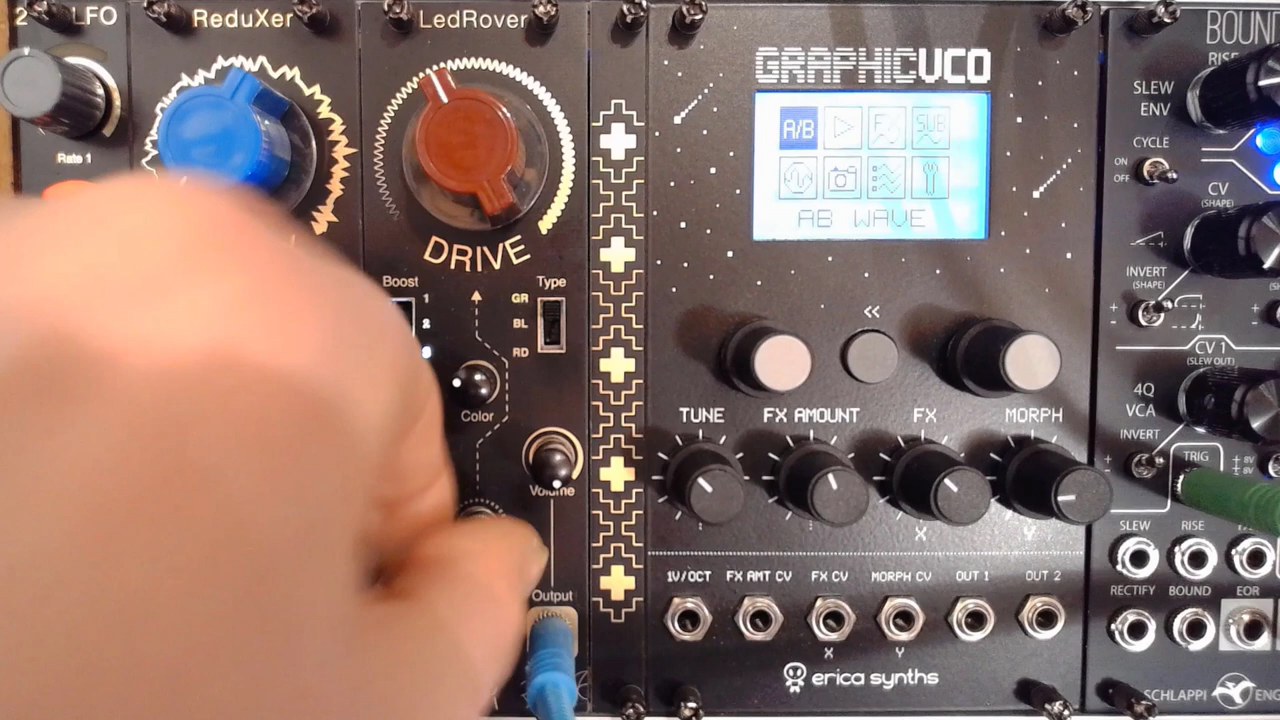 2 LFO
Rate 1
ReduXer
LedRover
DRIVE
Boost
1
2
Type
GR
BL
RD
Color
Volume
Output
GRAPHICVCO
A/B
SUB
AB WAVE
<<
TUNE
FX AMOUNT
FX
MORPH
X
Y
1V/OCT
FX AMT CV
FX CV
MORPH CV
OUT 1
OUT 2
X
Y
erica synths
SLEW
ENV
CYCLE
ON
OFF
CV
(SHAPE)
INVERT
(SHAPE)
+
-
CV 1
(SLEW OUT)
4Q
VCA
INVERT
+
-
TRIG
SLEW
RISE
RECTIFY
BOUND
EOR
SCHLAPPI